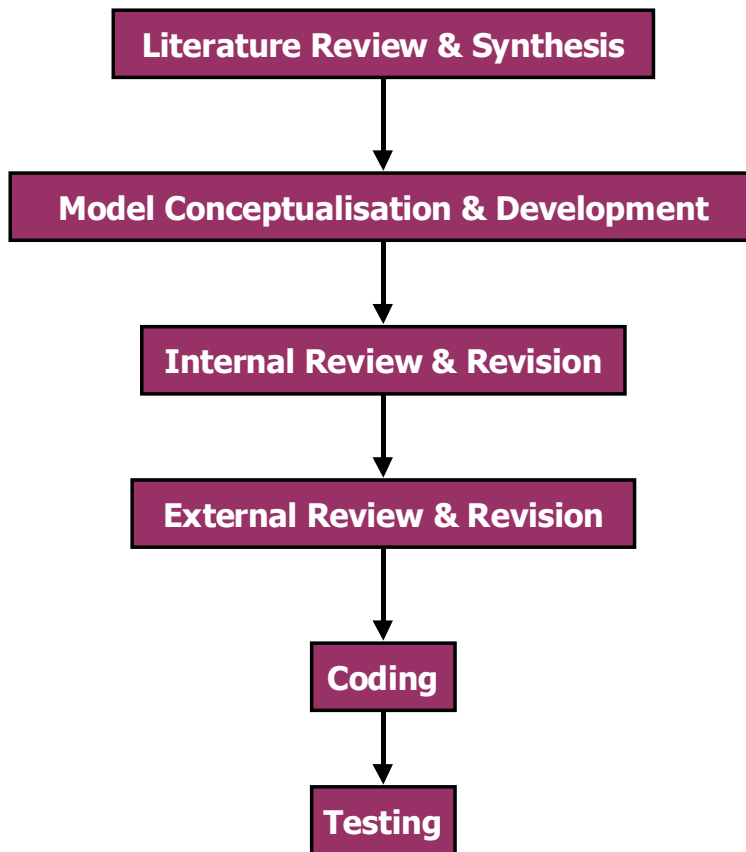 Literature Review & Synthesis
Model Conceptualisation & Development
Internal Review & Revision
External Review & Revision
Coding
Testing